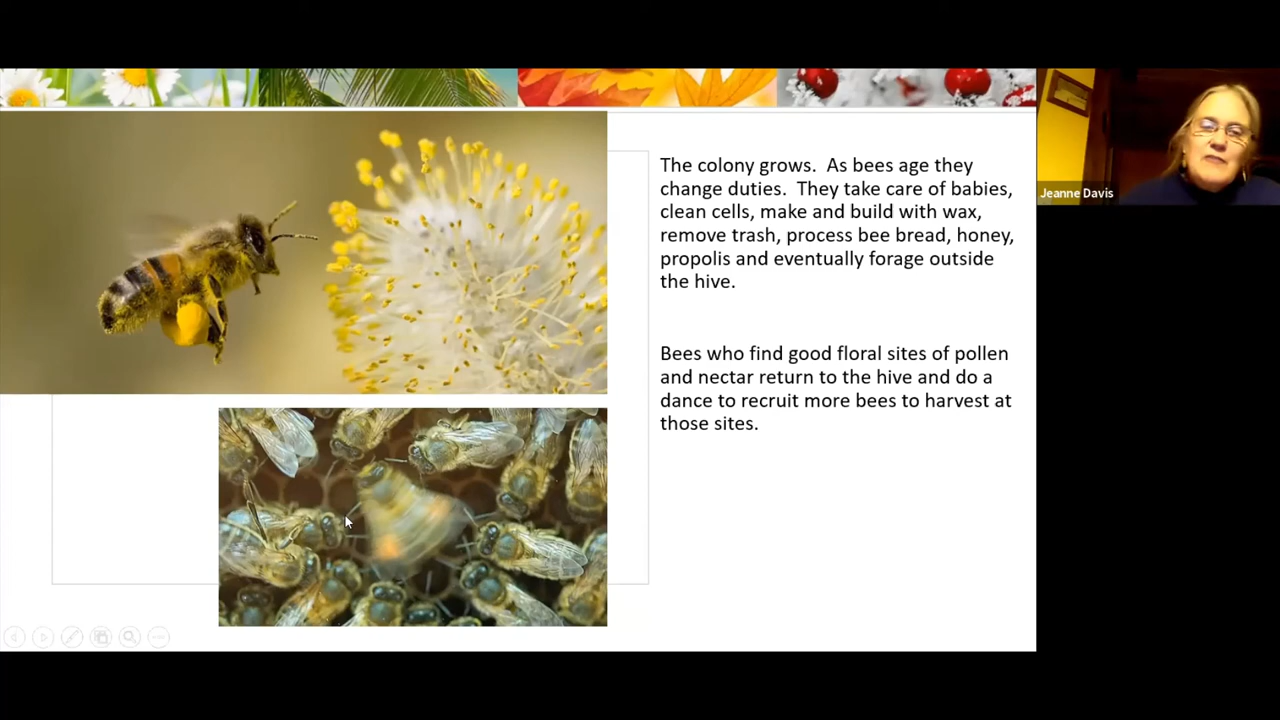 The colony grows.  As bees age they
change duties.  They take care of babies,
clean cells, make and build with wax,
remove trash, process bee bread, honey,
propolis and eventually forage outside
the hive.
Bees who find good floral sites of pollen
and nectar return to the hive and do a
dance to recruit more bees to harvest at
those sites.
Jeanne Davis